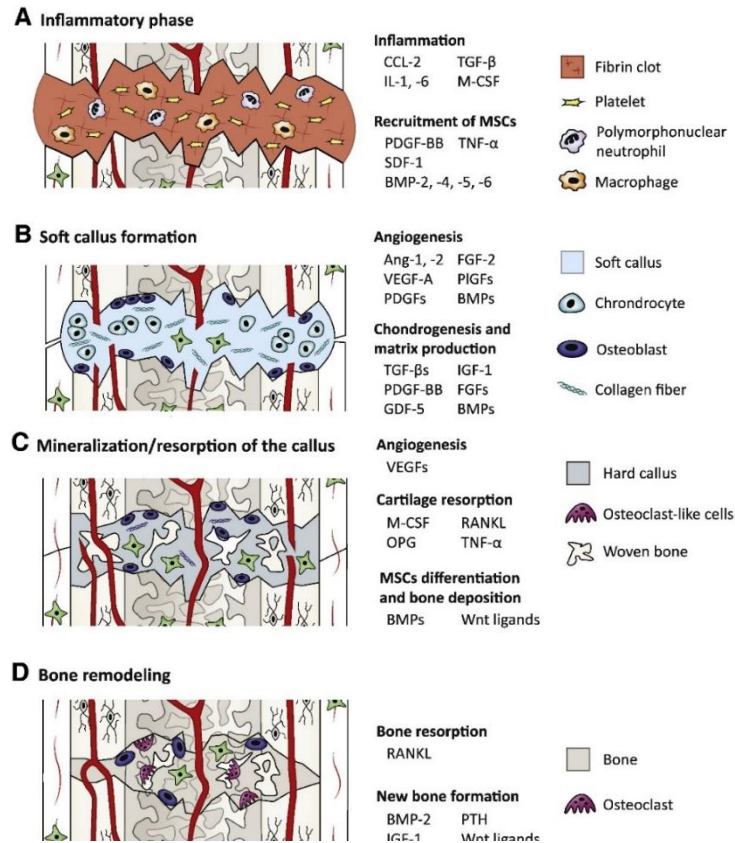 A Inflammatory phase
Inflammation
CCL-2 TGF-β
IL-1, -6 M-CSF
Recruitment of MSCs
PDGF-BB TNF-α
SDF-1
BMP-2, -4, -5, -6
Fibrin clot
Platelet
Polymorphonuclear
neutrophil
Macrophage
B Soft callus formation
Angiogenesis
Ang-1, -2 FGF-2
VEGF-A PlGFs
PDGFs BMPs
Chondrogenesis and
matrix production
TGF-βs IGF-1
PDGF-BB FGFs
GDF-5 BMPs
Soft callus
Chrondrocyte
Osteoblast
Collagen fiber
C Mineralization/resorption of the callus
Angiogenesis
VEGFs
Cartilage resorption
M-CSF RANKL
OPG TNF-α
MSCs differentiation
and bone deposition
BMPs Wnt ligands
Hard callus
Osteoclast-like cells
Woven bone
D Bone remodeling
Bone resorption
RANKL
New bone formation
BMP-2 PTH
IGF-1 Wnt ligands
Bone
Osteoclast